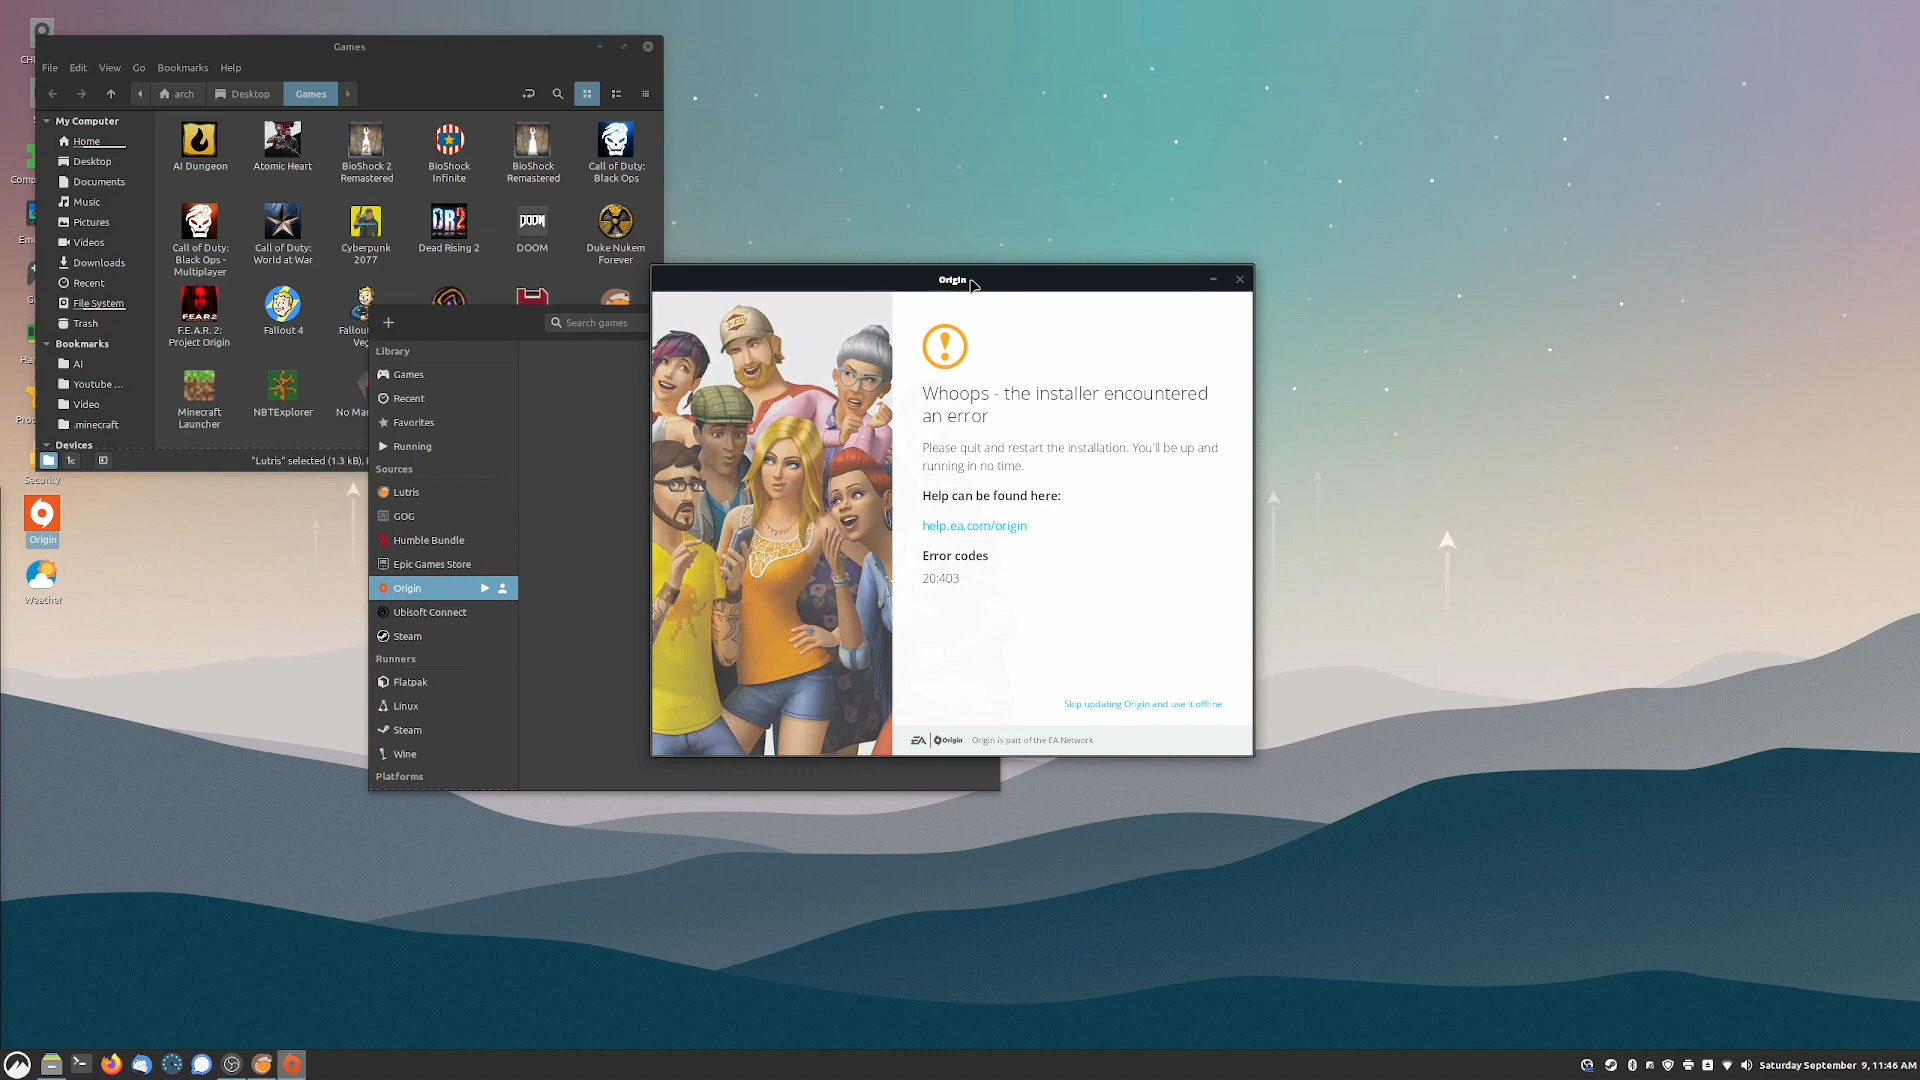 Games
File Edit View Go Bookmarks Help
arch Desktop Games
My Computer
Home
Desktop
Documents
Music
Pictures
Videos
Downloads
Recent
File System
Trash
Bookmarks
AI
Youtube ...
Video
.minecraft
Devices
AI Dungeon
Atomic Heart
BioShock 2
Remastered
BioShock
Infinite
BioShock
Remastered
Call of Duty:
Black Ops
Call of Duty:
Black Ops -
Multiplayer
Call of Duty:
World at War
Cyberpunk
2077
Dead Rising 2
DOOM
DOOM
Duke Nukem
Forever
DR2
FEAR2
F.E.A.R. 2:
Project Origin
Fallout 4
Minecraft
Launcher
NBTExplorer
"Lutris" selected (1.3 kB),
Security
Origin
Weather
Search games
Library
Games
Recent
Favorites
Running
Sources
Lutris
GOG
Humble Bundle
Epic Games Store
Origin
Ubisoft Connect
Steam
Runners
Flatpak
Linux
Steam
Wine
Platforms
Origin
Whoops - the installer encountered
an error
Please quit and restart the installation. You'll be up and
running in no time.
Help can be found here:
help.ea.com/origin
Error codes
20:403
Skip updating Origin and use it offline
EA Origin Origin is part of the EA Network
Saturday September 9, 11:46 AM